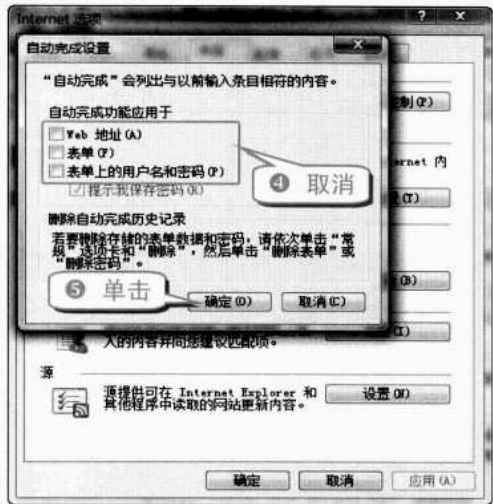 Internet 选项
自动完成设置
“自动完成”会列出与以前输入条目相符的内容。
自动完成功能应用于
Web 地址(A)
表单(F)
表单上的用户名和密码(P)
提示我保存密码(R)
④ 取消
删除自动完成历史记录
若要删除存储的表单数据和密码，请依次单击“常
规”选项卡和“删除”，然后单击“删除表单”或
“删除密码”。
⑤ 单击
确定(O) 取消(C)
制(P)
ernet 内
(T)
(B)
(I)
入的内容并向您建议匹配项。
源
源提供可在 Internet Explorer 和
其他程序中读取的网站更新内容。
设置(N)
确定 取消 应用(A)